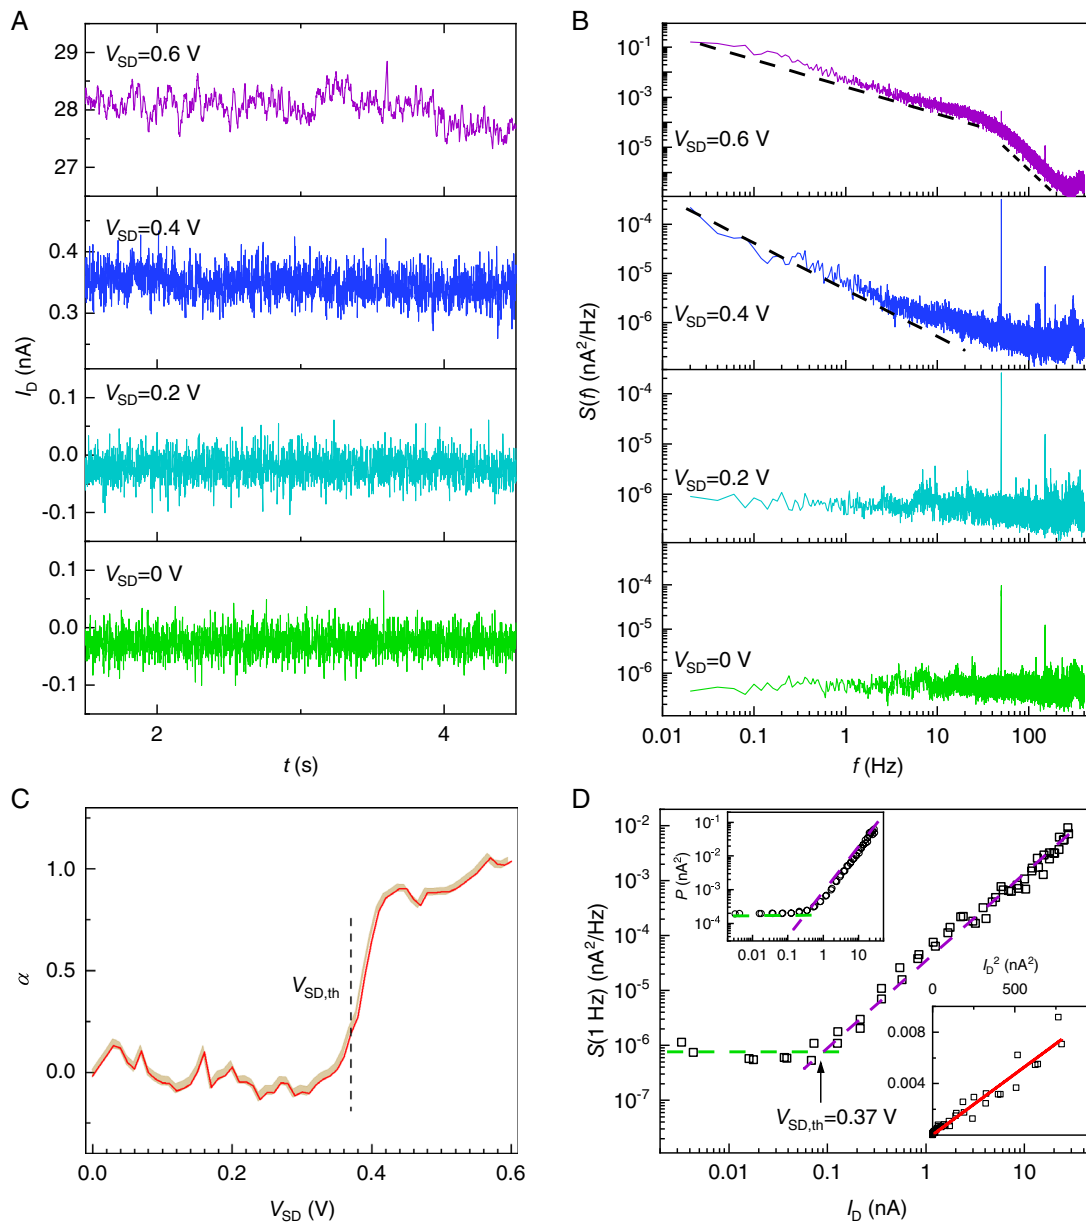 A
V_SD=0.6 V
29
28
27
V_SD=0.4 V
0.4
0.3
I_D (nA)
V_SD=0.2 V
0.1
0.0
-0.1
V_SD=0 V
0.1
0.0
-0.1
2
4
t (s)
B
10^-1
10^-3
10^-5
V_SD=0.6 V
10^-4
10^-5
10^-6
V_SD=0.4 V
S(f) (nA^2/Hz)
10^-4
10^-5
10^-6
V_SD=0.2 V
10^-4
10^-5
10^-6
V_SD=0 V
0.01
0.1
1
10
100
f (Hz)
C
1.0
0.5
0.0
α
V_SD,th
0.0
0.2
0.4
0.6
V_SD (V)
D
10^-2
10^-3
10^-4
10^-5
10^-6
10^-7
S(1 Hz) (nA^2/Hz)
10^-1
10^-2
10^-3
10^-4
P (nA^2)
0.01
0.1
1
10
I_D^2 (nA^2)
0
500
0.008
0.004
V_SD,th=0.37 V
0.01
0.1
1
10
I_D (nA)